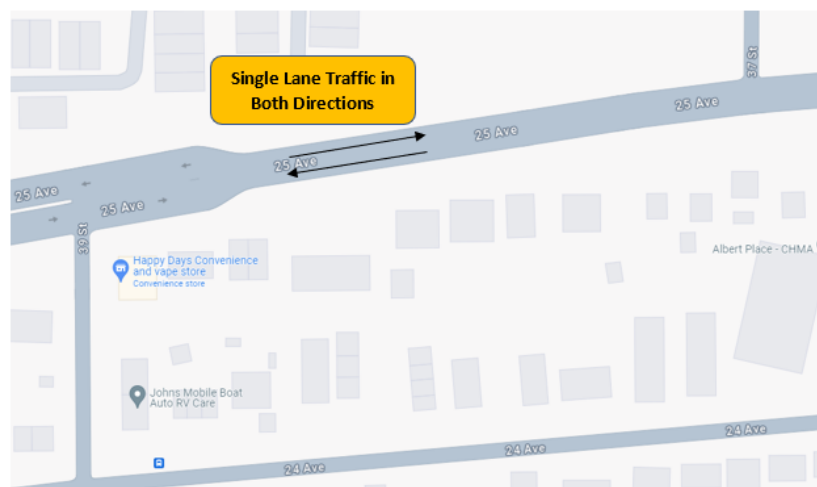 Single Lane Traffic in
Both Directions
37 St
25 Ave
25 Ave
25 Ave
25 Ave
25 Ave
39 St
Happy Days Convenience
and vape store
Convenience store
Albert Place - CHMA
Johns Mobile Boat
Auto RV Care
24 Ave
24 Ave
24 Ave